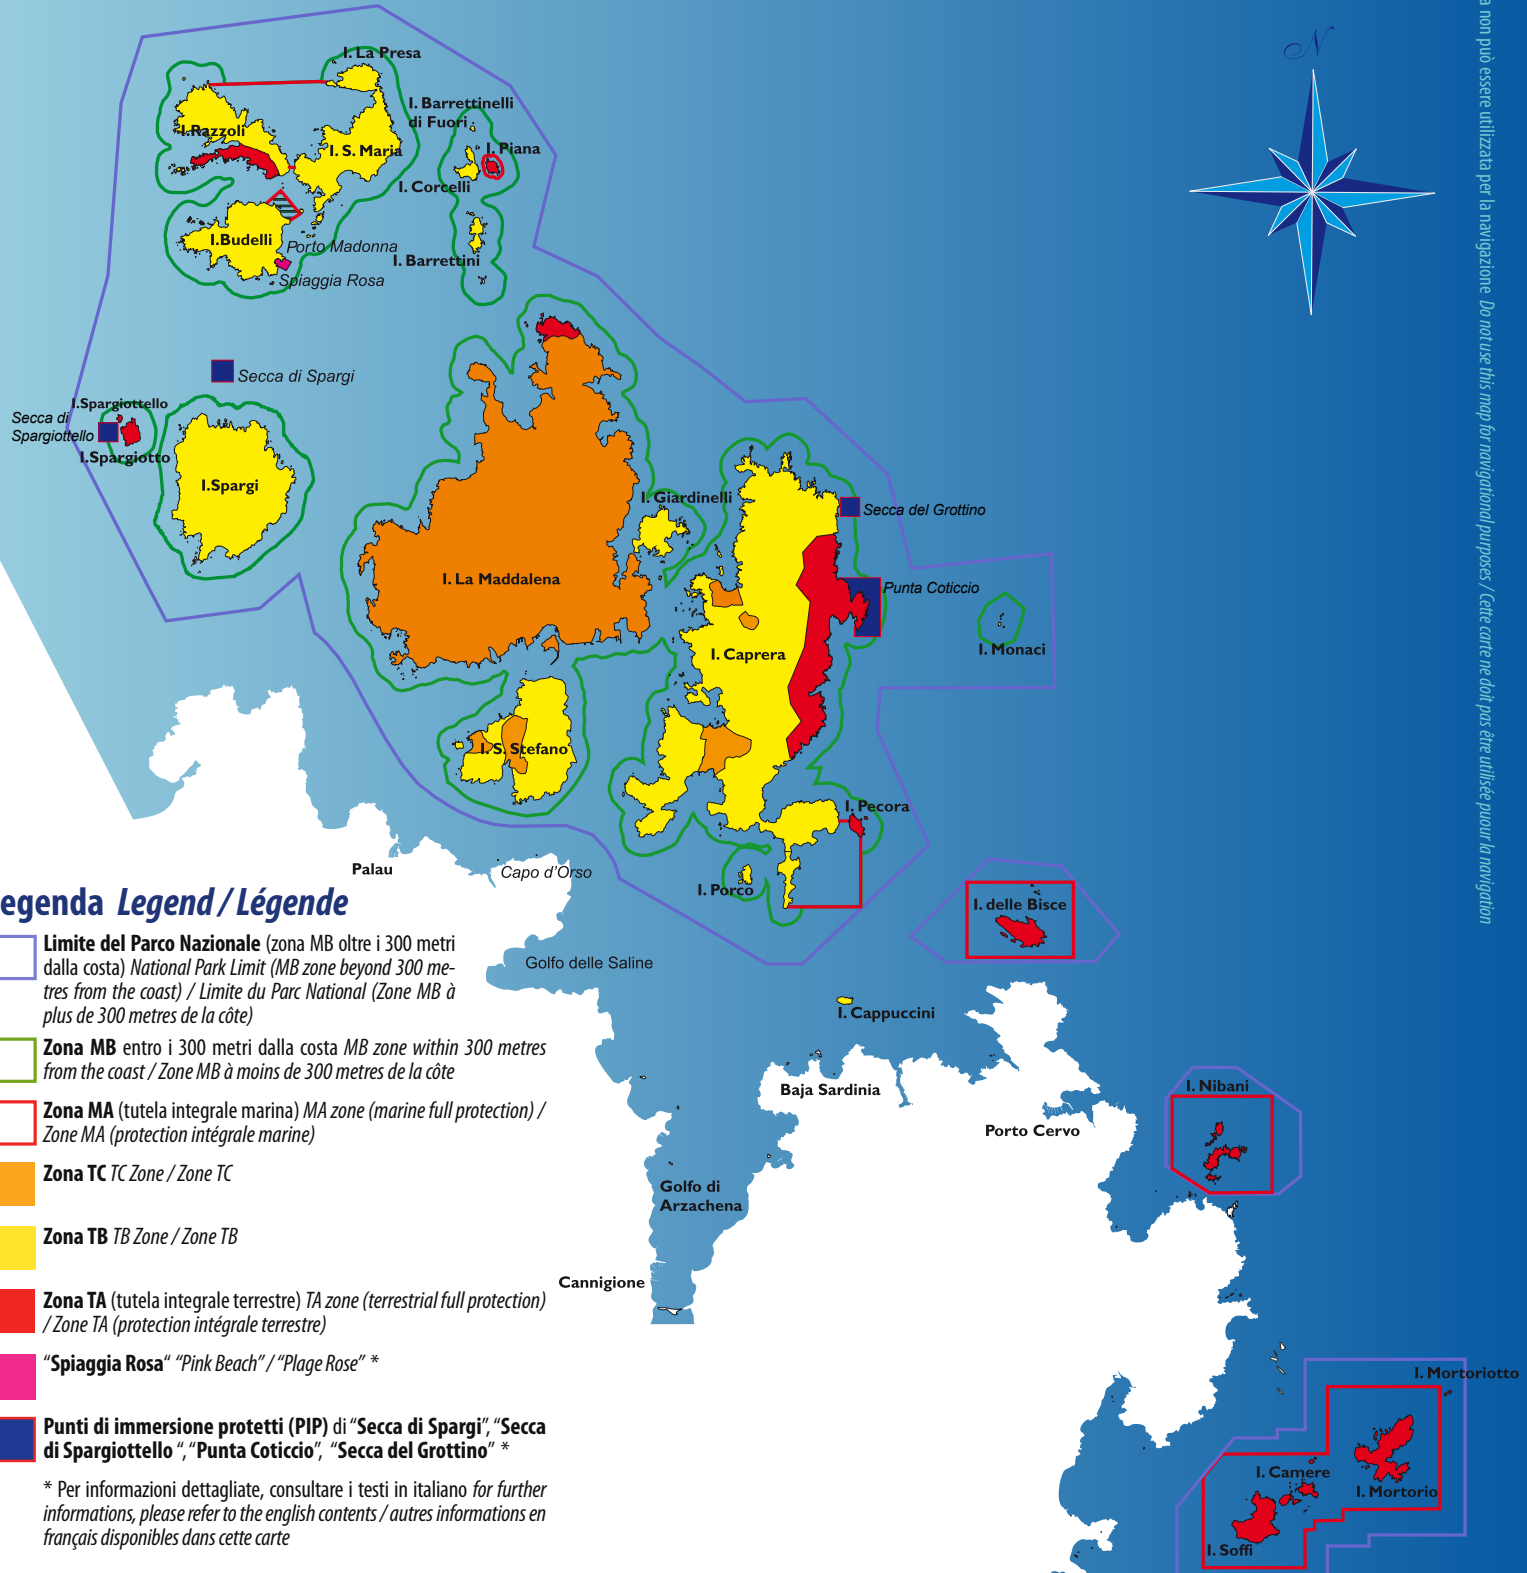 N
I. La Presa
I. Barrettinelli
di Fuori
I.Razzoli
I. S. Maria
I. Piana
I. Corcelli
I.Budelli
Porto Madonna
I. Barrettini
Spiaggia Rosa
Secca di Spargi
I.Spargiottello
Secca di
Spargiottello
I.Spargiotto
I.Spargi
I. Giardinelli
Secca del Grottino
I. La Maddalena
Punta Coticcio
I. Caprera
I. Monaci
I. S. Stefano
I. Pecora
Palau
Capo d’Orso
I. Porco
I. delle Bisce
Golfo delle Saline
I. Cappuccini
Baja Sardinia
Porto Cervo
I. Nibani
Golfo di
Arzachena
Cannigione
I. Mortoriotto
I. Camere
I. Mortorio
I. Soffi
egenda Legend / Légende
Limite del Parco Nazionale (zona MB oltre i 300 metri
dalla costa) National Park Limit (MB zone beyond 300 me-
tres from the coast) / Limite du Parc National (Zone MB à
plus de 300 metres de la côte)
Zona MB entro i 300 metri dalla costa MB zone within 300 metres
from the coast / Zone MB à moins de 300 metres de la côte
Zona MA (tutela integrale marina) MA zone (marine full protection) /
Zone MA (protection intégrale marine)
Zona TC TC Zone / Zone TC
Zona TB TB Zone / Zone TB
Zona TA (tutela integrale terrestre) TA zone (terrestrial full protection)
/ Zone TA (protection intégrale terrestre)
“Spiaggia Rosa“ “Pink Beach” / “Plage Rose” *
Punti di immersione protetti (PIP) di “Secca di Spargi”, “Secca
di Spargiottello “, “Punta Coticcio”, “Secca del Grottino” *
* Per informazioni dettagliate, consultare i testi in italiano for further
informations, please refer to the english contents / autres informations en
français disponibles dans cette carte
a non può essere utilizzata per la navigazione Do not use this map for navigational purposes / Cette carte ne doit pas être utilisée puour la navigation